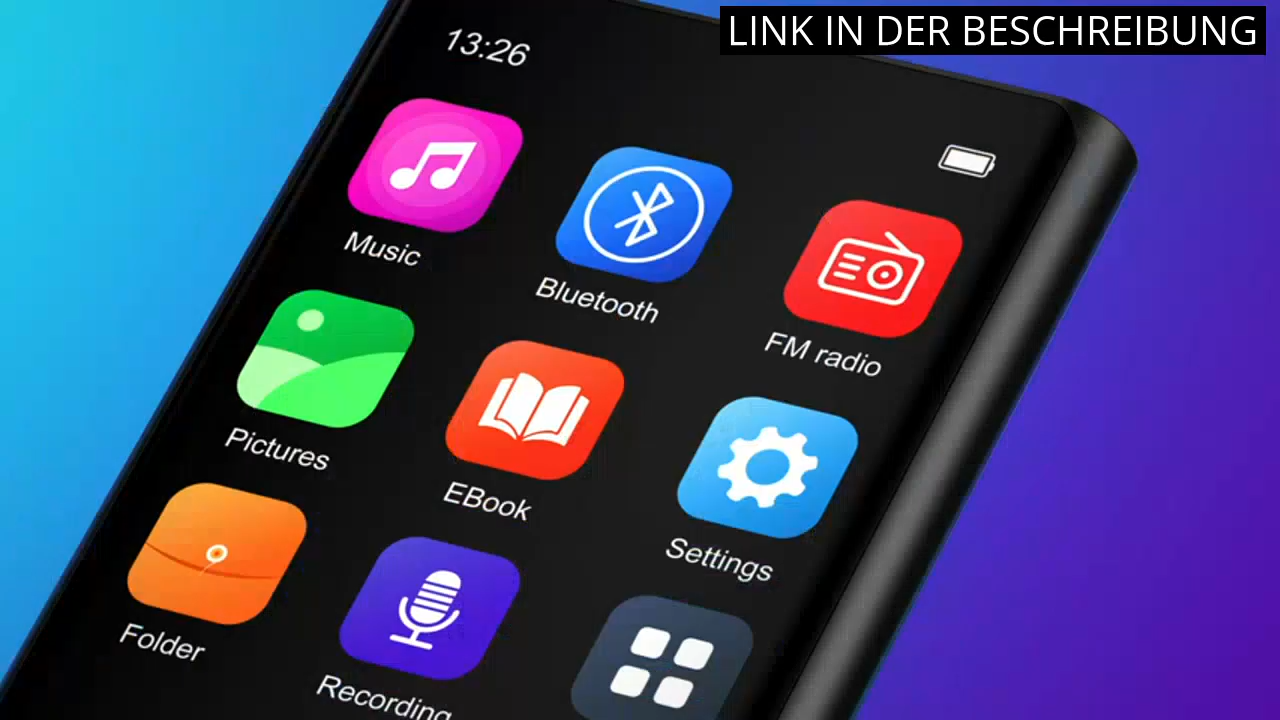 LINK IN DER BESCHREIBUNG
13:26
Music
Bluetooth
FM radio
Pictures
EBook
Settings
Folder
Recording